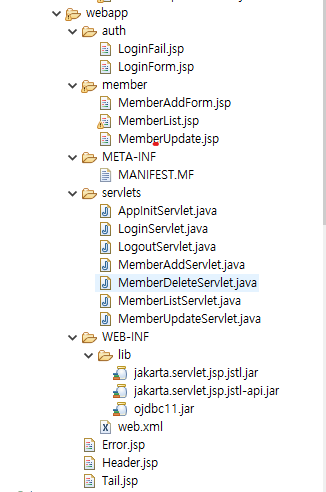 webapp
auth
LoginFail.jsp
LoginForm.jsp
member
MemberAddForm.jsp
MemberList.jsp
MemberUpdate.jsp
META-INF
MANIFEST.MF
servlets
AppInitServlet.java
LoginServlet.java
LogoutServlet.java
MemberAddServlet.java
MemberDeleteServlet.java
MemberListServlet.java
MemberUpdateServlet.java
WEB-INF
lib
jakarta.servlet.jsp.jstl.jar
jakarta.servlet.jsp.jstl-api.jar
ojdbc11.jar
web.xml
Error.jsp
Header.jsp
Tail.jsp